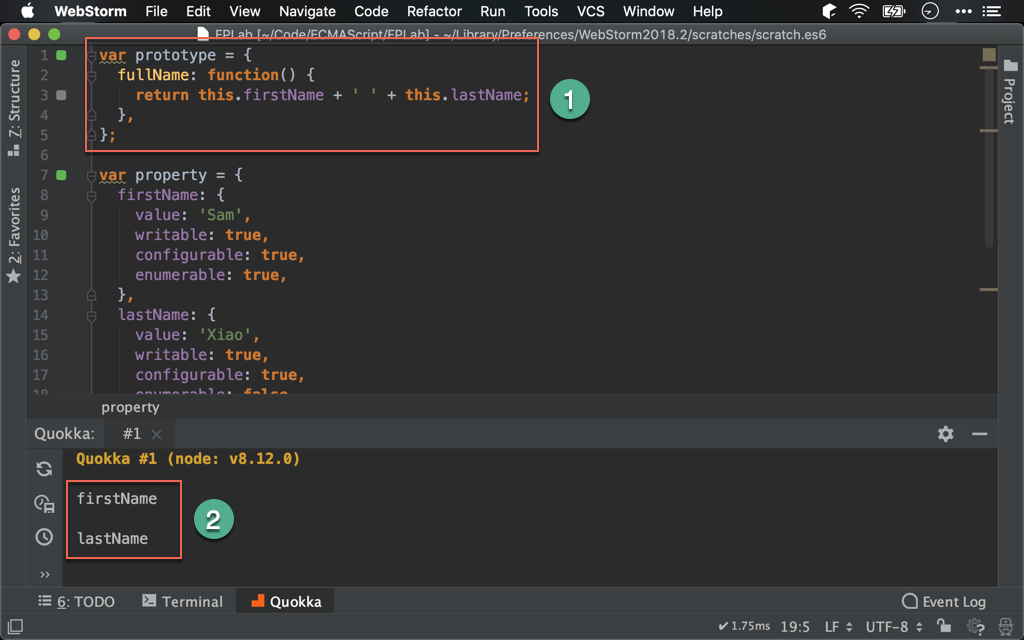 WebStorm File Edit View Navigate Code Refactor Run Tools VCS Window Help
FPLab [~/Code/ECMAScript/FPLab] - ~/Library/Preferences/WebStorm2018.2/scratches/scratch.es6
Z: Structure
2: Favorites
Project
1 var prototype = {
2 fullName: function() {
3 return this.firstName + ' ' + this.lastName;
4 },
5 };
6
7 var property = {
8 firstName: {
9 value: 'Sam',
10 writable: true,
11 configurable: true,
12 enumerable: true,
13 },
14 lastName: {
15 value: 'Xiao',
16 writable: true,
17 configurable: true,
18 enumerable: false
1
property
Quokka: #1
Quokka #1 (node: v8.12.0)
firstName
lastName
2
6: TODO Terminal Quokka Event Log
1.75ms 19:5 LF UTF-8